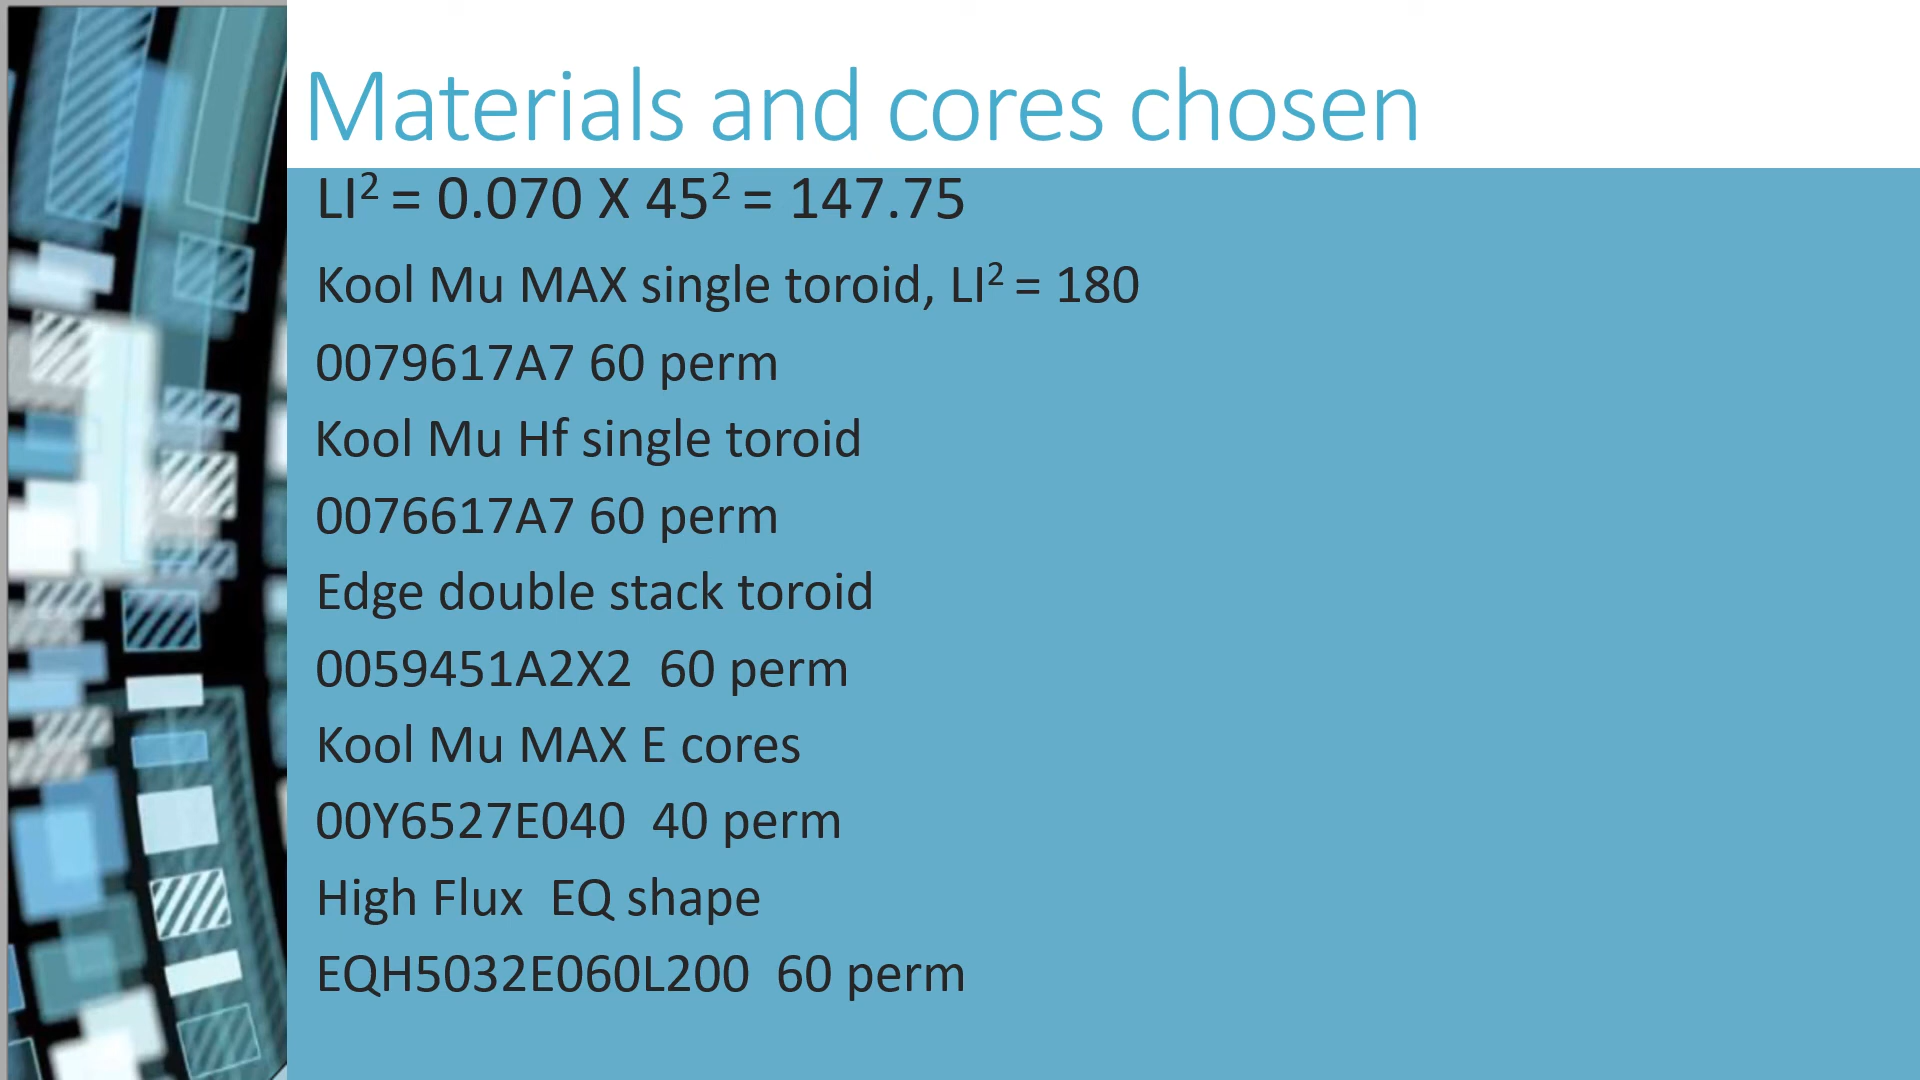 Materials and cores chosen
LI² = 0.070 X 45² = 147.75
Kool Mu MAX single toroid, LI² = 180
0079617A7 60 perm
Kool Mu Hf single toroid
0076617A7 60 perm
Edge double stack toroid
0059451A2X2  60 perm
Kool Mu MAX E cores
00Y6527E040  40 perm
High Flux  EQ shape
EQH5032E060L200  60 perm